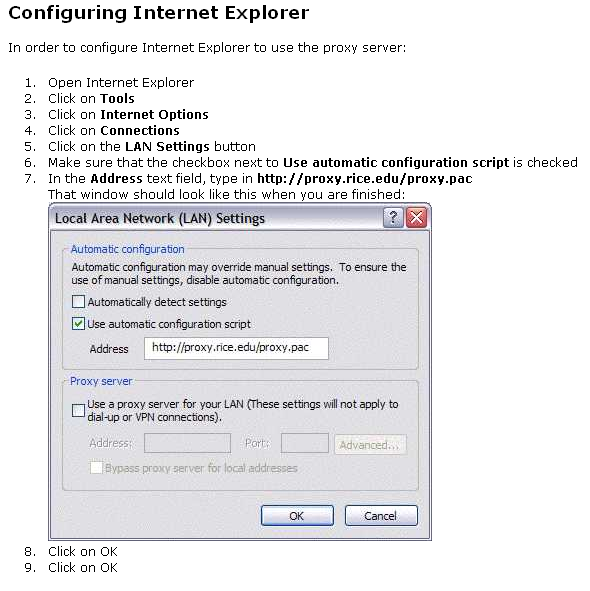 Configuring Internet Explorer
In order to configure Internet Explorer to use the proxy server:
1. Open Internet Explorer
2. Click on Tools
3. Click on Internet Options
4. Click on Connections
5. Click on the LAN Settings button
6. Make sure that the checkbox next to Use automatic configuration script is checked
7. In the Address text field, type in http://proxy.rice.edu/proxy.pac
That window should look like this when you are finished:
Local Area Network (LAN) Settings
?
Automatic configuration
Automatic configuration may override manual settings. To ensure the
use of manual settings, disable automatic configuration.
Automatically detect settings
Use automatic configuration script
Address http://proxy.rice.edu/proxy.pac
Proxy server
Use a proxy server for your LAN (These settings will not apply to
dial-up or VPN connections).
Address: Port: Advanced...
Bypass proxy server for local addresses
OK Cancel
8. Click on OK
9. Click on OK